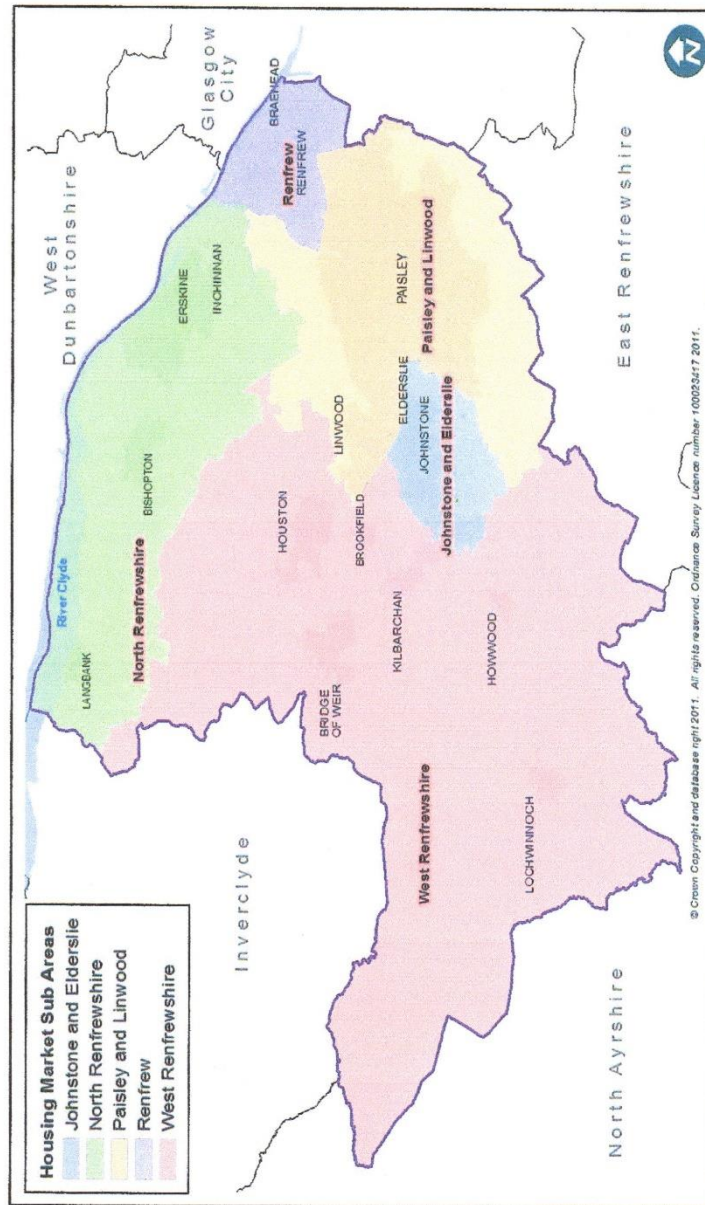 Housing Market Sub Areas
Johnstone and Elderslie
North Renfrewshire
Paisley and Linwood
Renfrew
West Renfrewshire
West
Dunbartonshire
Glasgow
City
Inverclyde
River Clyde
LANGBANK
BISHOPTON
ERSKINE
INCHINNAN
BRAEHEAD
North Renfrewshire
Renfrew
RENFREW
HOUSTON
LINWOOD
BRIDGE
OF WEIR
BROOKFIELD
ELDERSLIE
PAISLEY
KILBARCHAN
JOHNSTONE
Johnstone and Elderslie
Paisley and Linwood
West Renfrewshire
HOWWOOD
LOCHWINNOCH
North Ayrshire
East Renfrewshire
© Crown Copyright and database right 2011. All rights reserved. Ordnance Survey Licence number 100023417 2011.
N